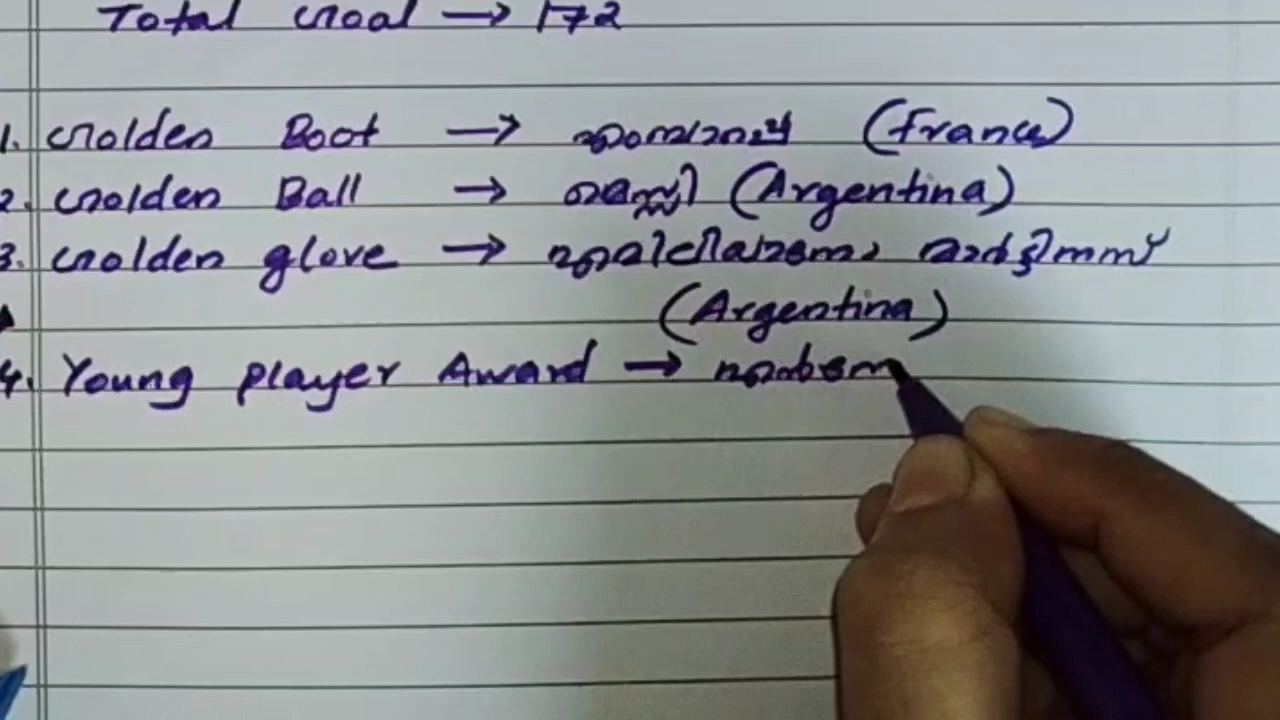 Total Goal → 172
1. Golden Boot → എംബാപ്പെ (France)
2. Golden Ball → മെസ്സി (Argentina)
3. Golden glove → എമിലിയാനോ മാർട്ടിനസ്
(Argentina)
4. Young player Award →